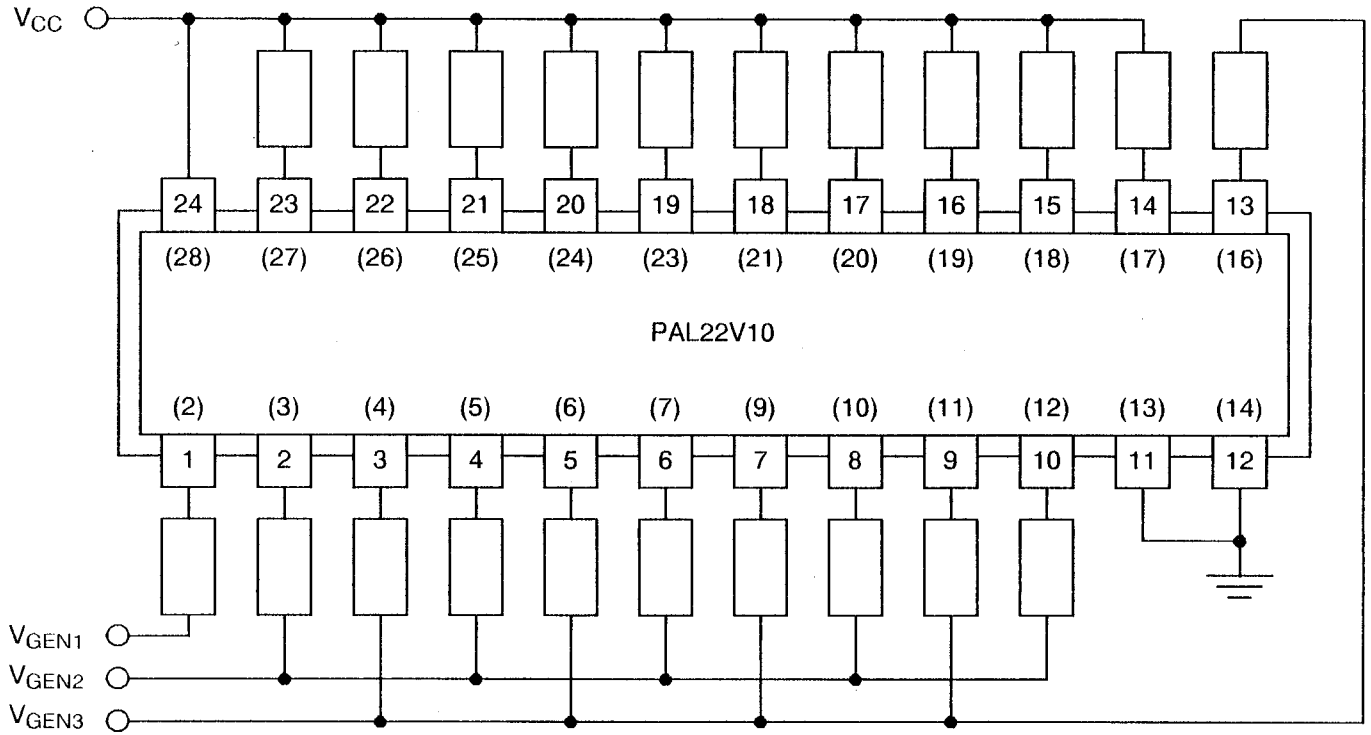 VCC
24 23 22 21 20 19 18 17 16 15 14 13
(28) (27) (26) (25) (24) (23) (21) (20) (19) (18) (17) (16)
PAL22V10
(2) (3) (4) (5) (6) (7) (9) (10) (11) (12) (13) (14)
1 2 3 4 5 6 7 8 9 10 11 12
VGEN1
VGEN2
VGEN3